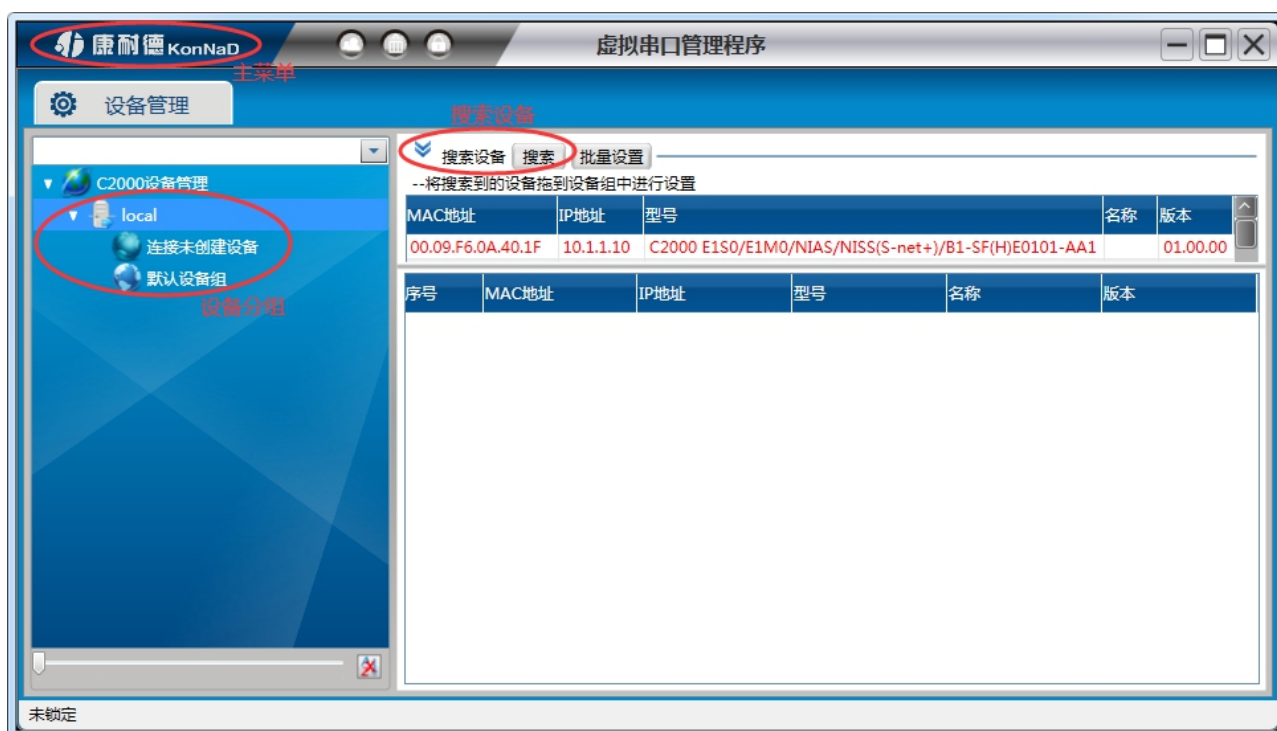 康耐德 KonNaD
虚拟串口管理程序
主菜单
设备管理
搜索设备
搜索设备 搜索 批量设置
--将搜索到的设备拖到设备组中进行设置
C2000设备管理
local
连接未创建设备
默认设备组
设备分组
MAC地址 IP地址 型号 名称 版本
00.09.F6.0A.40.1F 10.1.1.10 C2000 E1S0/E1M0/NIAS/NISS(S-net+)/B1-SF(H)E0101-AA1 01.00.00
序号 MAC地址 IP地址 型号 名称 版本
未锁定